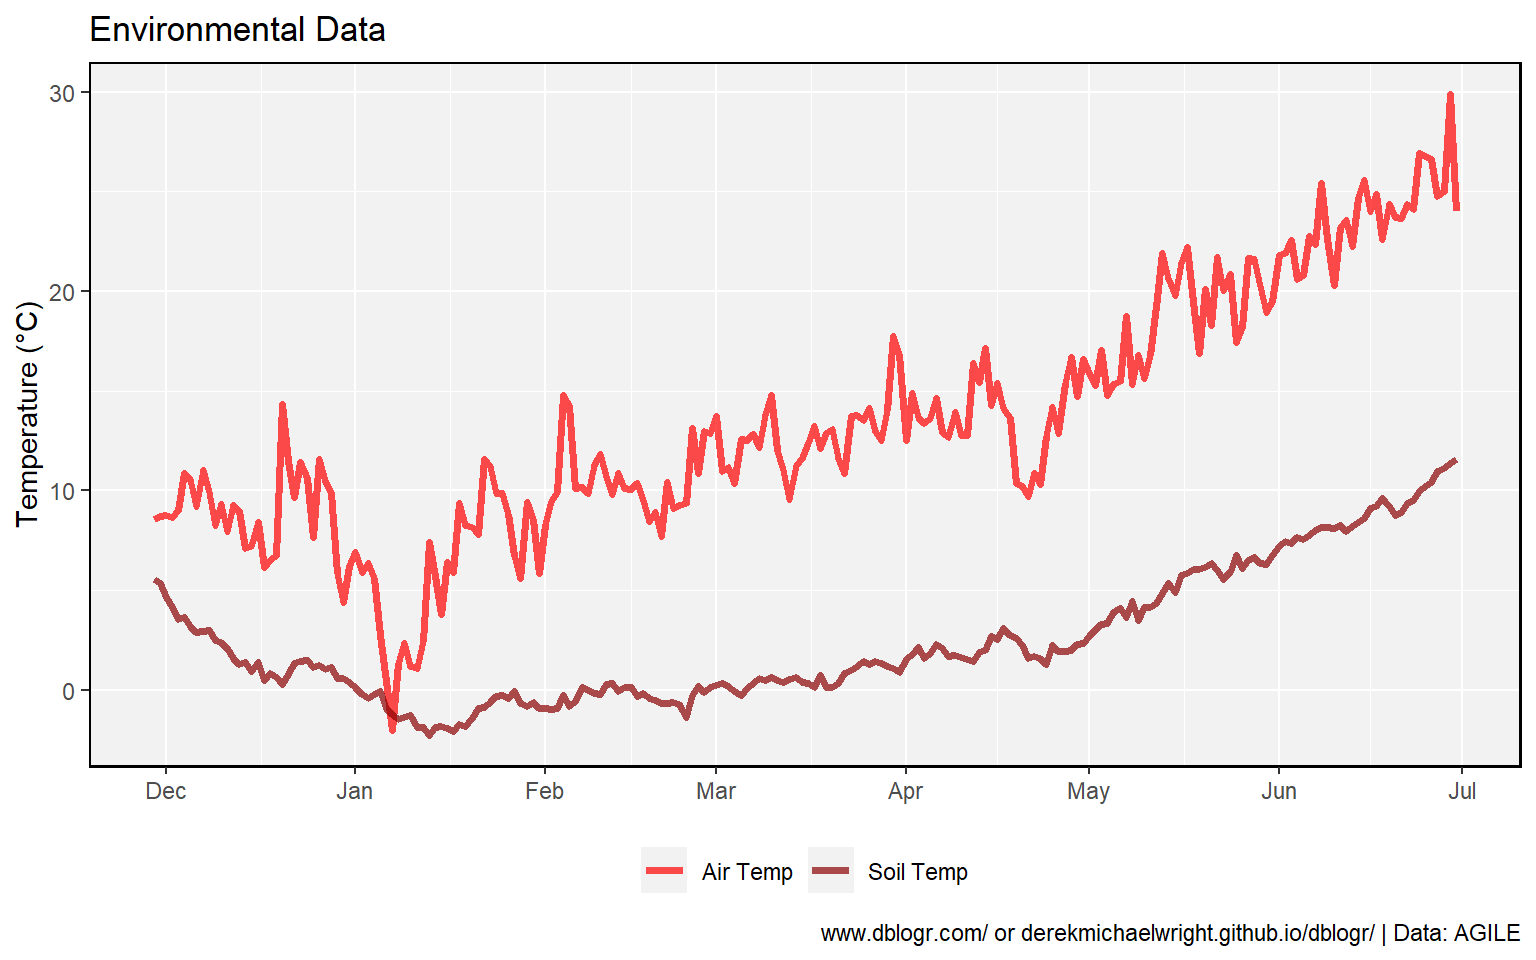 Environmental Data
Temperature (°C)
30
20
10
0
Dec Jan Feb Mar Apr May Jun Jul
Air Temp Soil Temp
www.dblogr.com/ or derekmichaelwright.github.io/dblogr/ | Data: AGILE